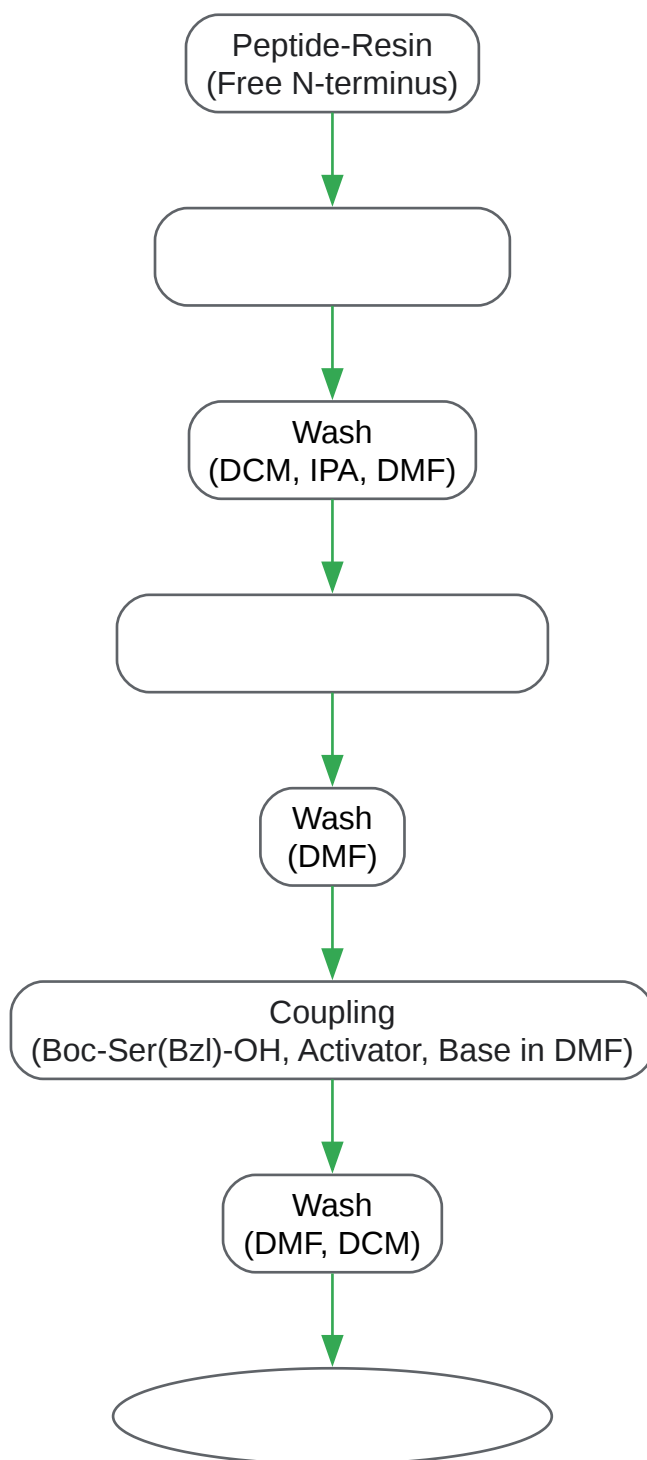 Peptide-Resin
(Free N-terminus)
Wash
(DCM, IPA, DMF)
Wash
(DMF)
Coupling
(Boc-Ser(Bzl)-OH, Activator, Base in DMF)
Wash
(DMF, DCM)